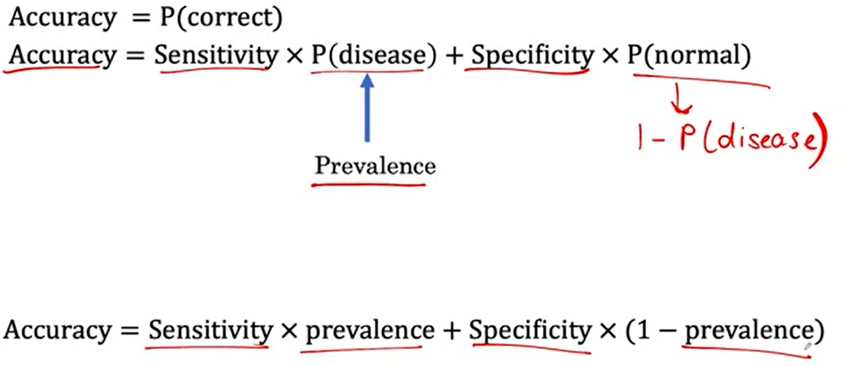 Accuracy = P(correct)
Accuracy = Sensitivity × P(disease) + Specificity × P(normal)
1 - P(disease)
Prevalence
Accuracy = Sensitivity × prevalence + Specificity × (1 − prevalence)